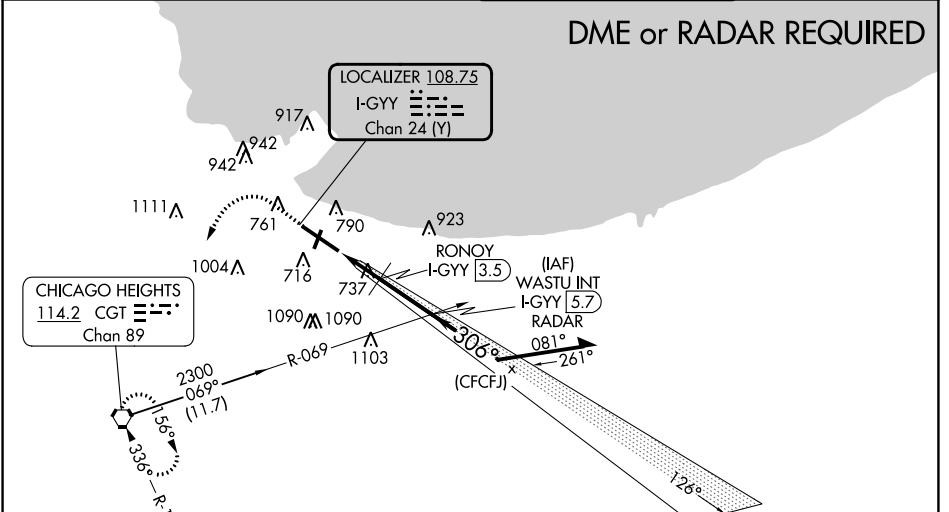 DME or RADAR REQUIRED
LOCALIZER 108.75
I-GYY
Chan 24 (Y)
917
942
942
1111
761
790
923
1004
716
737
RONOY
I-GYY 3.5
(IAF)
WASTU INT
I-GYY 5.7
RADAR
CHICAGO HEIGHTS
114.2 CGT
Chan 89
1090
1090
1103
306°
081°
261°
(CFCFJ)
x
R-069
2300
069°
(11.7)
156°
336°
126°